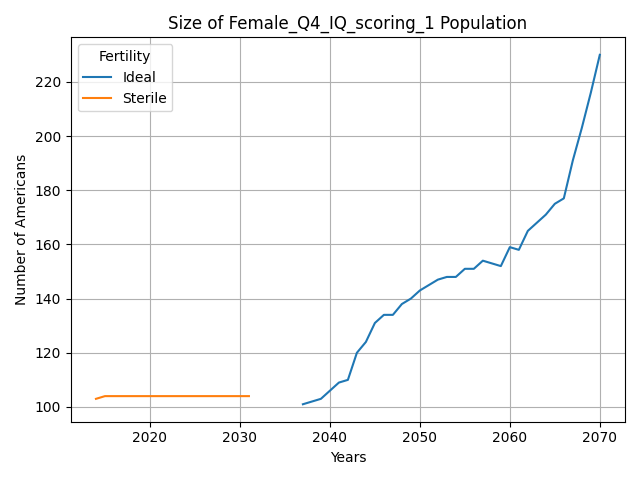 Size of Female_Q4_IQ_scoring_1 Population
Fertility
Ideal
Sterile
Number of Americans
220
200
180
160
140
120
100
2020 2030 2040 2050 2060 2070
Years